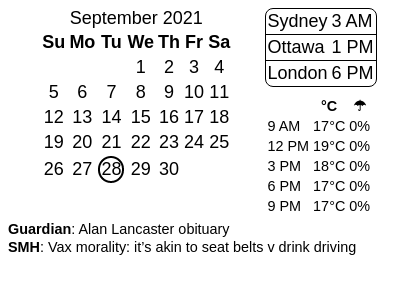 September 2021
Su Mo Tu We Th Fr Sa
1 2 3 4
5 6 7 8 9 10 11
12 13 14 15 16 17 18
19 20 21 22 23 24 25
26 27 28 29 30
Sydney 3 AM
Ottawa 1 PM
London 6 PM
°C ☂
9 AM 17°C 0%
12 PM 19°C 0%
3 PM 18°C 0%
6 PM 17°C 0%
9 PM 17°C 0%
Guardian: Alan Lancaster obituary
SMH: Vax morality: it’s akin to seat belts v drink driving